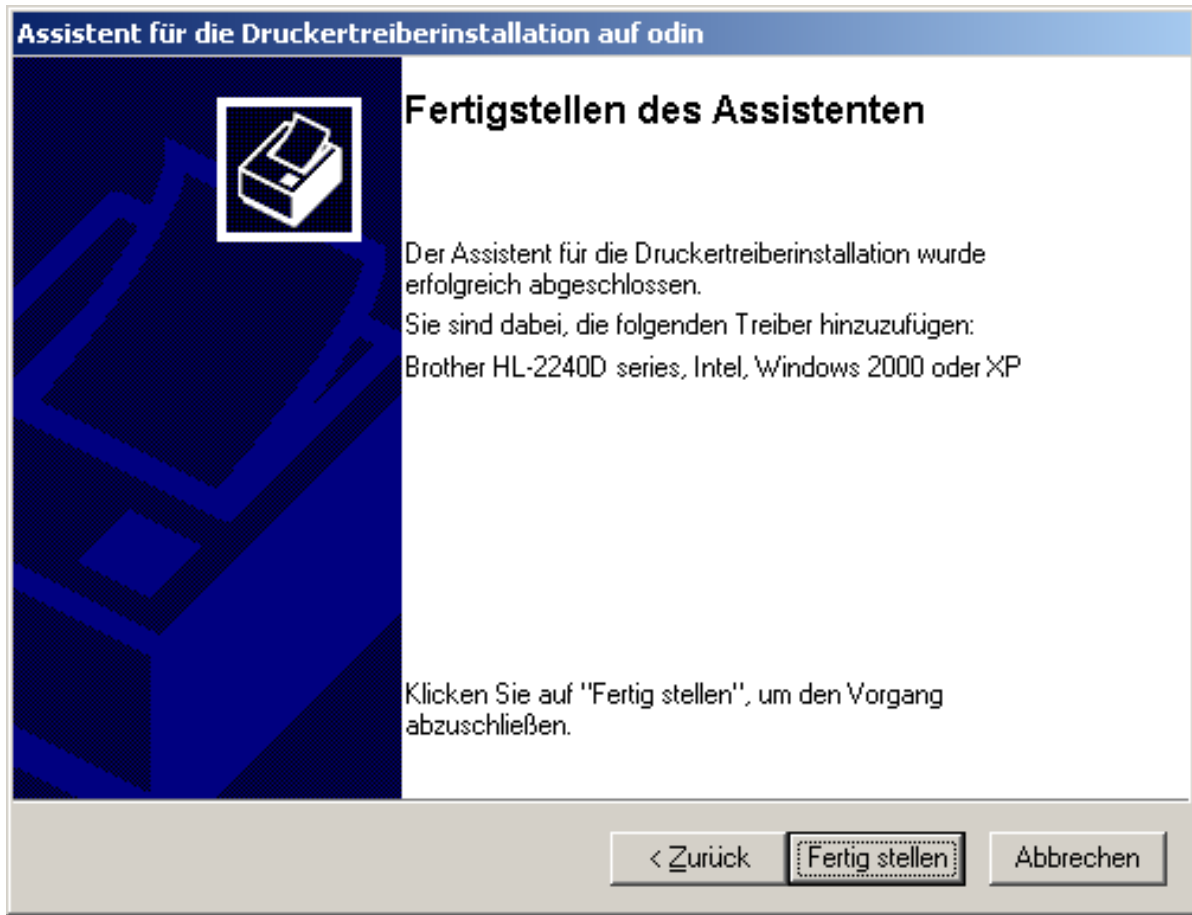 Assistent für die Druckertreiberinstallation auf odin
Fertigstellen des Assistenten
Der Assistent für die Druckertreiberinstallation wurde
erfolgreich abgeschlossen.
Sie sind dabei, die folgenden Treiber hinzuzufügen:
Brother HL-2240D series, Intel, Windows 2000 oder XP
Klicken Sie auf "Fertig stellen", um den Vorgang
abzuschließen.
< Zurück Fertig stellen Abbrechen